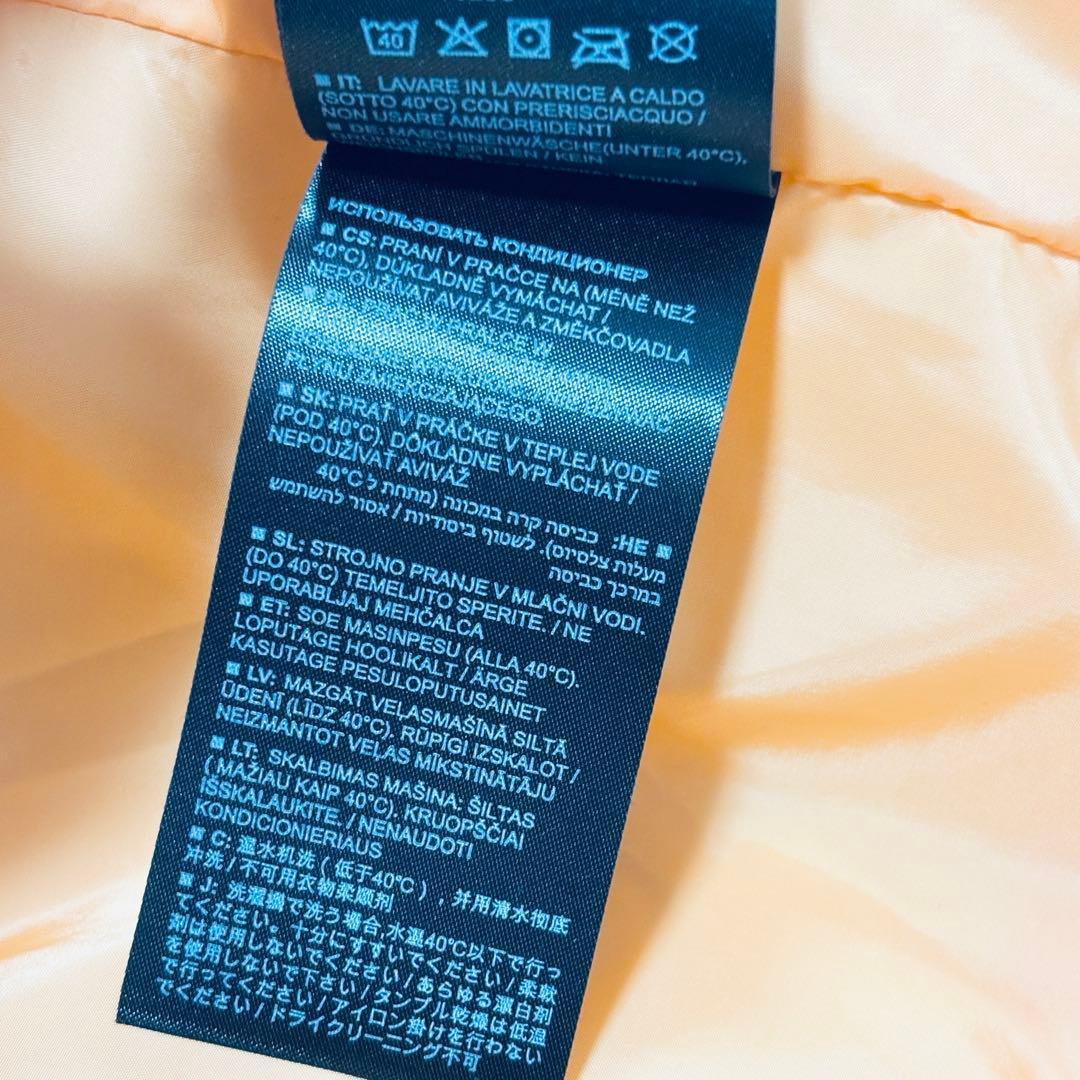 40
IT: LAVARE IN LAVATRICE A CALDO
(SOTTO 40°C) CON PRERISCIACQUO /
NON USARE AMMORBIDENTI
DE: MASCHINENWÄSCHE(UNTER 40°C),
SPÜLEN / KEIN
ИСПОЛЬЗОВАТЬ КОНДИЦИОНЕР
CS: PRANÍ V PRAČCE NA (MÉNĚ NEŽ
40°C), DŮKLADNĚ VYMÁCHAT /
NEPOUŽÍVAT AVIVÁŽE A ZMĚKČOVADLA
ZMIĘKCZAJĄCEGO
SK: PRAŤ V PRÁČKE V TEPLEJ VODE
(POD 40°C), DÔKLADNE VYPLÁCHAŤ /
NEPOUŽÍVAŤ AVIVÁŽ
HE: כביסה קרה במכונה (מתחת ל 40°C
מעלות צלסיוס). לשטוף ביסודיות / אסור להשתמש
במרכך כביסה
SL: STROJNO PRANJE V MLAČNI VODI.
(DO 40°C) TEMELJITO SPERITE. / NE
UPORABLJAJ MEHČALCA
ET: SOE MASINPESU (ALLA 40°C).
LOPUTAGE HOOLIKALT / ÄRGE
KASUTAGE PESULOPUTUSAINET
LV: MAZGĀT VEĻASMAŠĪNĀ SILTĀ
ŪDENĪ (LĪDZ 40°C), RŪPĪGI IZSKALOT /
NEIZMANTOT VEĻAS MĪKSTINĀTĀJU
LT: SKALBIMAS MAŠINA: ŠILTAS
( MAŽIAU KAIP 40°C), KRUOPŠČIAI
IŠSKALAUKITE. / NENAUDOTI
KONDICIONIERIAUS
C: 温水机洗 ( 低于40℃ ) ，并用清水彻底
冲洗 / 不可用衣物柔顺剂
J: 洗濯機で洗う場合,水温40℃以下で行っ
てください 。十分にすすいでください / 柔軟
剤は使用しないでください / あらゆる漂白剤
を使用しないで下さい / タンブル乾燥は低温
で行ってください / アイロン掛けを行わない
でください / ドライクリーニング不可